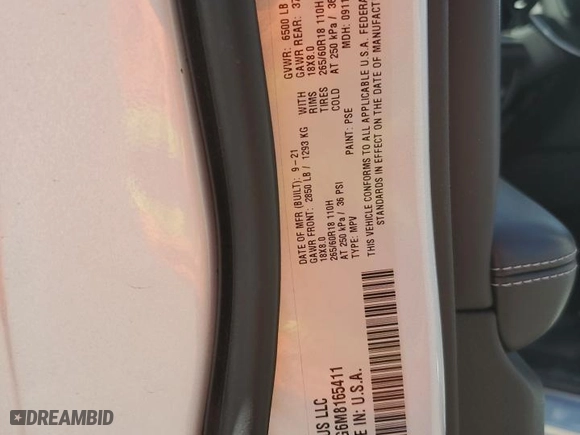 US LLC
G6M8165411
E IN: U.S.A.
DATE OF MFR (BUILT): 9-21 GVWR: 6500 LB
GAWR FRONT: 2850 LB / 1293 KG WITH GAWR REAR:
18X8.0 RIMS 18X8.0
265/60R18 110H TIRES 265/60R18 110H
AT 250 kPa / 36 PSI COLD AT 250 kPa / 36
TYPE: MPV PAINT: PSE MDH: 0911
THIS VEHICLE CONFORMS TO ALL APPLICABLE U.S.A. FEDERA
STANDARDS IN EFFECT ON THE DATE OF MANUFACT
DREAMBID